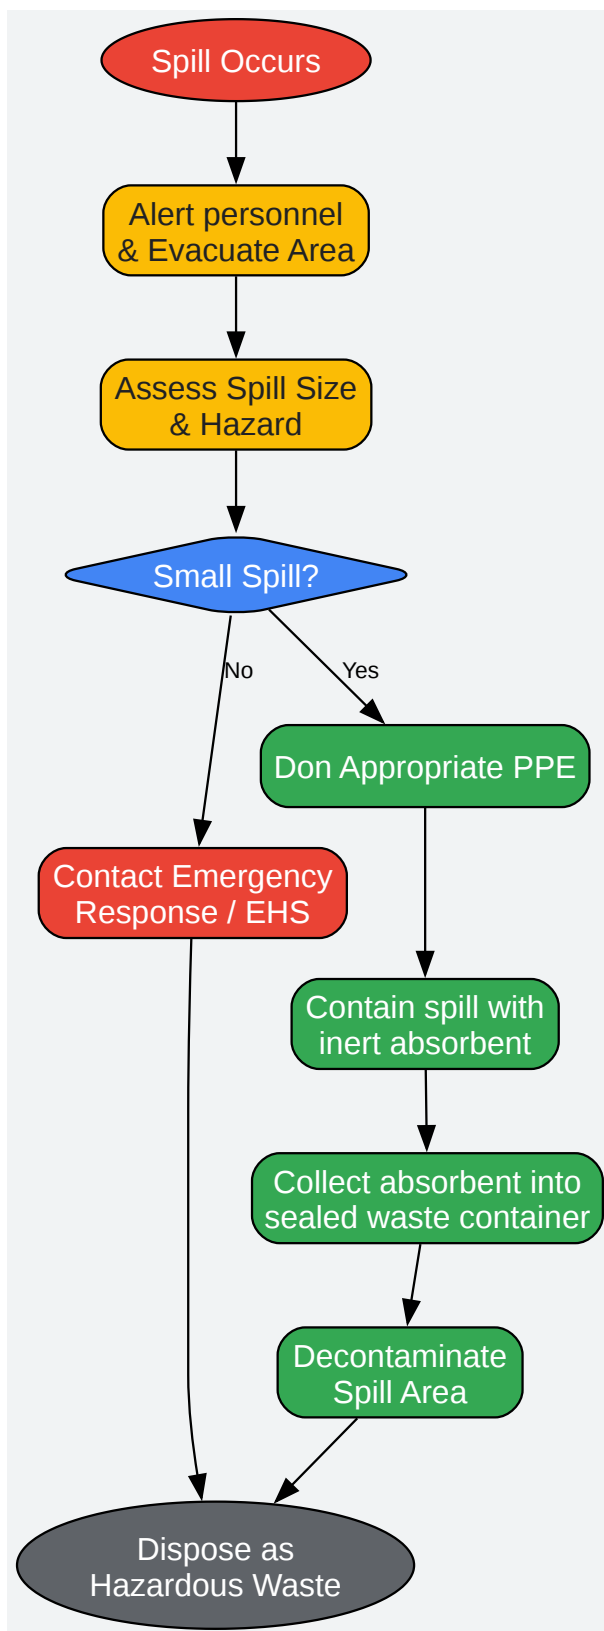 Spill Occurs
Alert personnel
& Evacuate Area
Assess Spill Size
& Hazard
Small Spill?
No
Yes
Don Appropriate PPE
Contact Emergency
Response / EHS
Contain spill with
inert absorbent
Collect absorbent into
sealed waste container
Decontaminate
Spill Area
Dispose as
Hazardous Waste